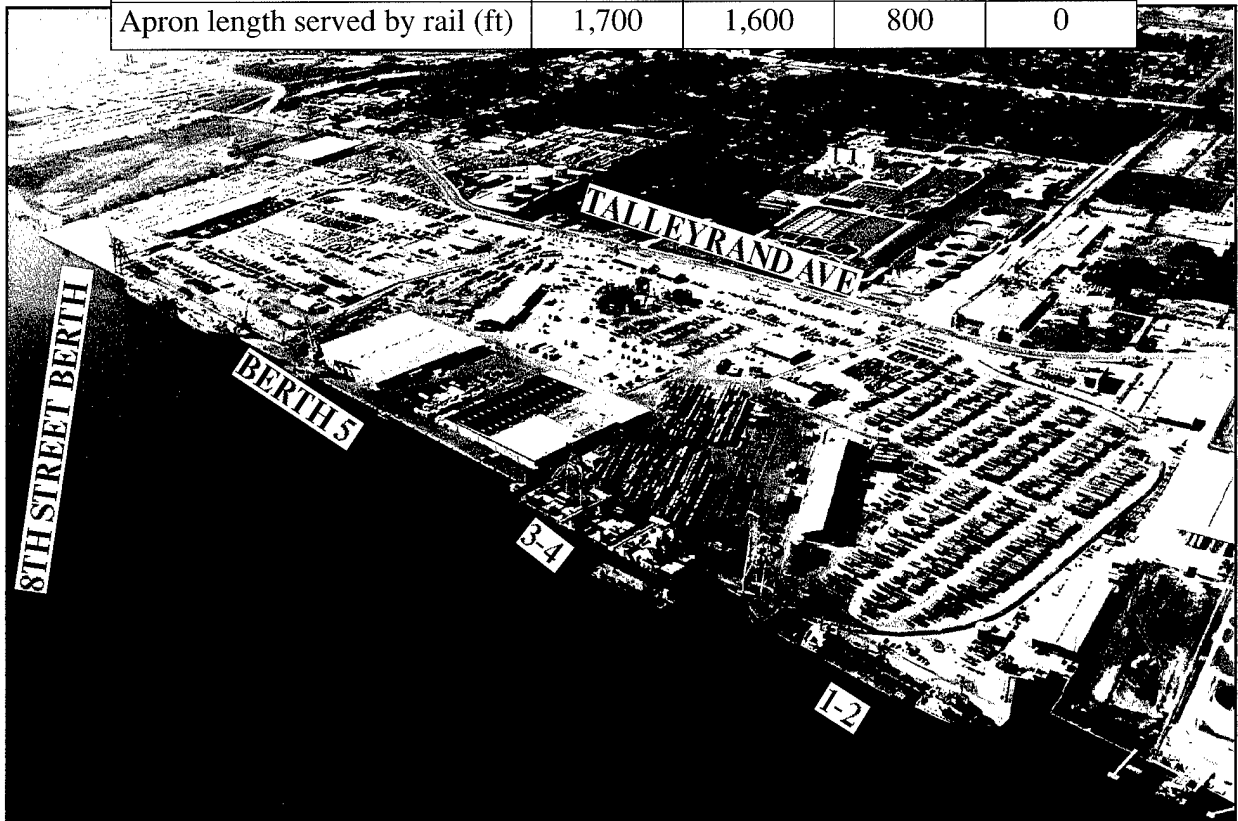 Apron length served by rail (ft) 1,700 1,600 800 0
TALLEYRAND AVE
8TH STREET BERTH
BERTH 5
3-4
1-2